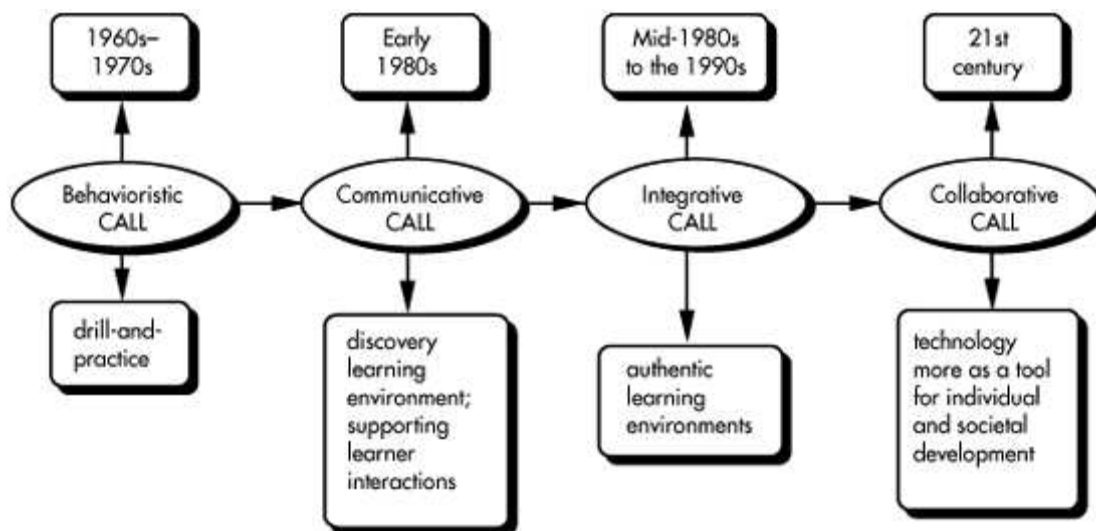 1960s–
1970s
Early
1980s
Mid-1980s
to the 1990s
21st
century
Behavioristic
CALL
Communicative
CALL
Integrative
CALL
Collaborative
CALL
drill-and-
practice
discovery
learning
environment;
supporting
learner
interactions
authentic
learning
environments
technology
more as a tool
for individual
and societal
development